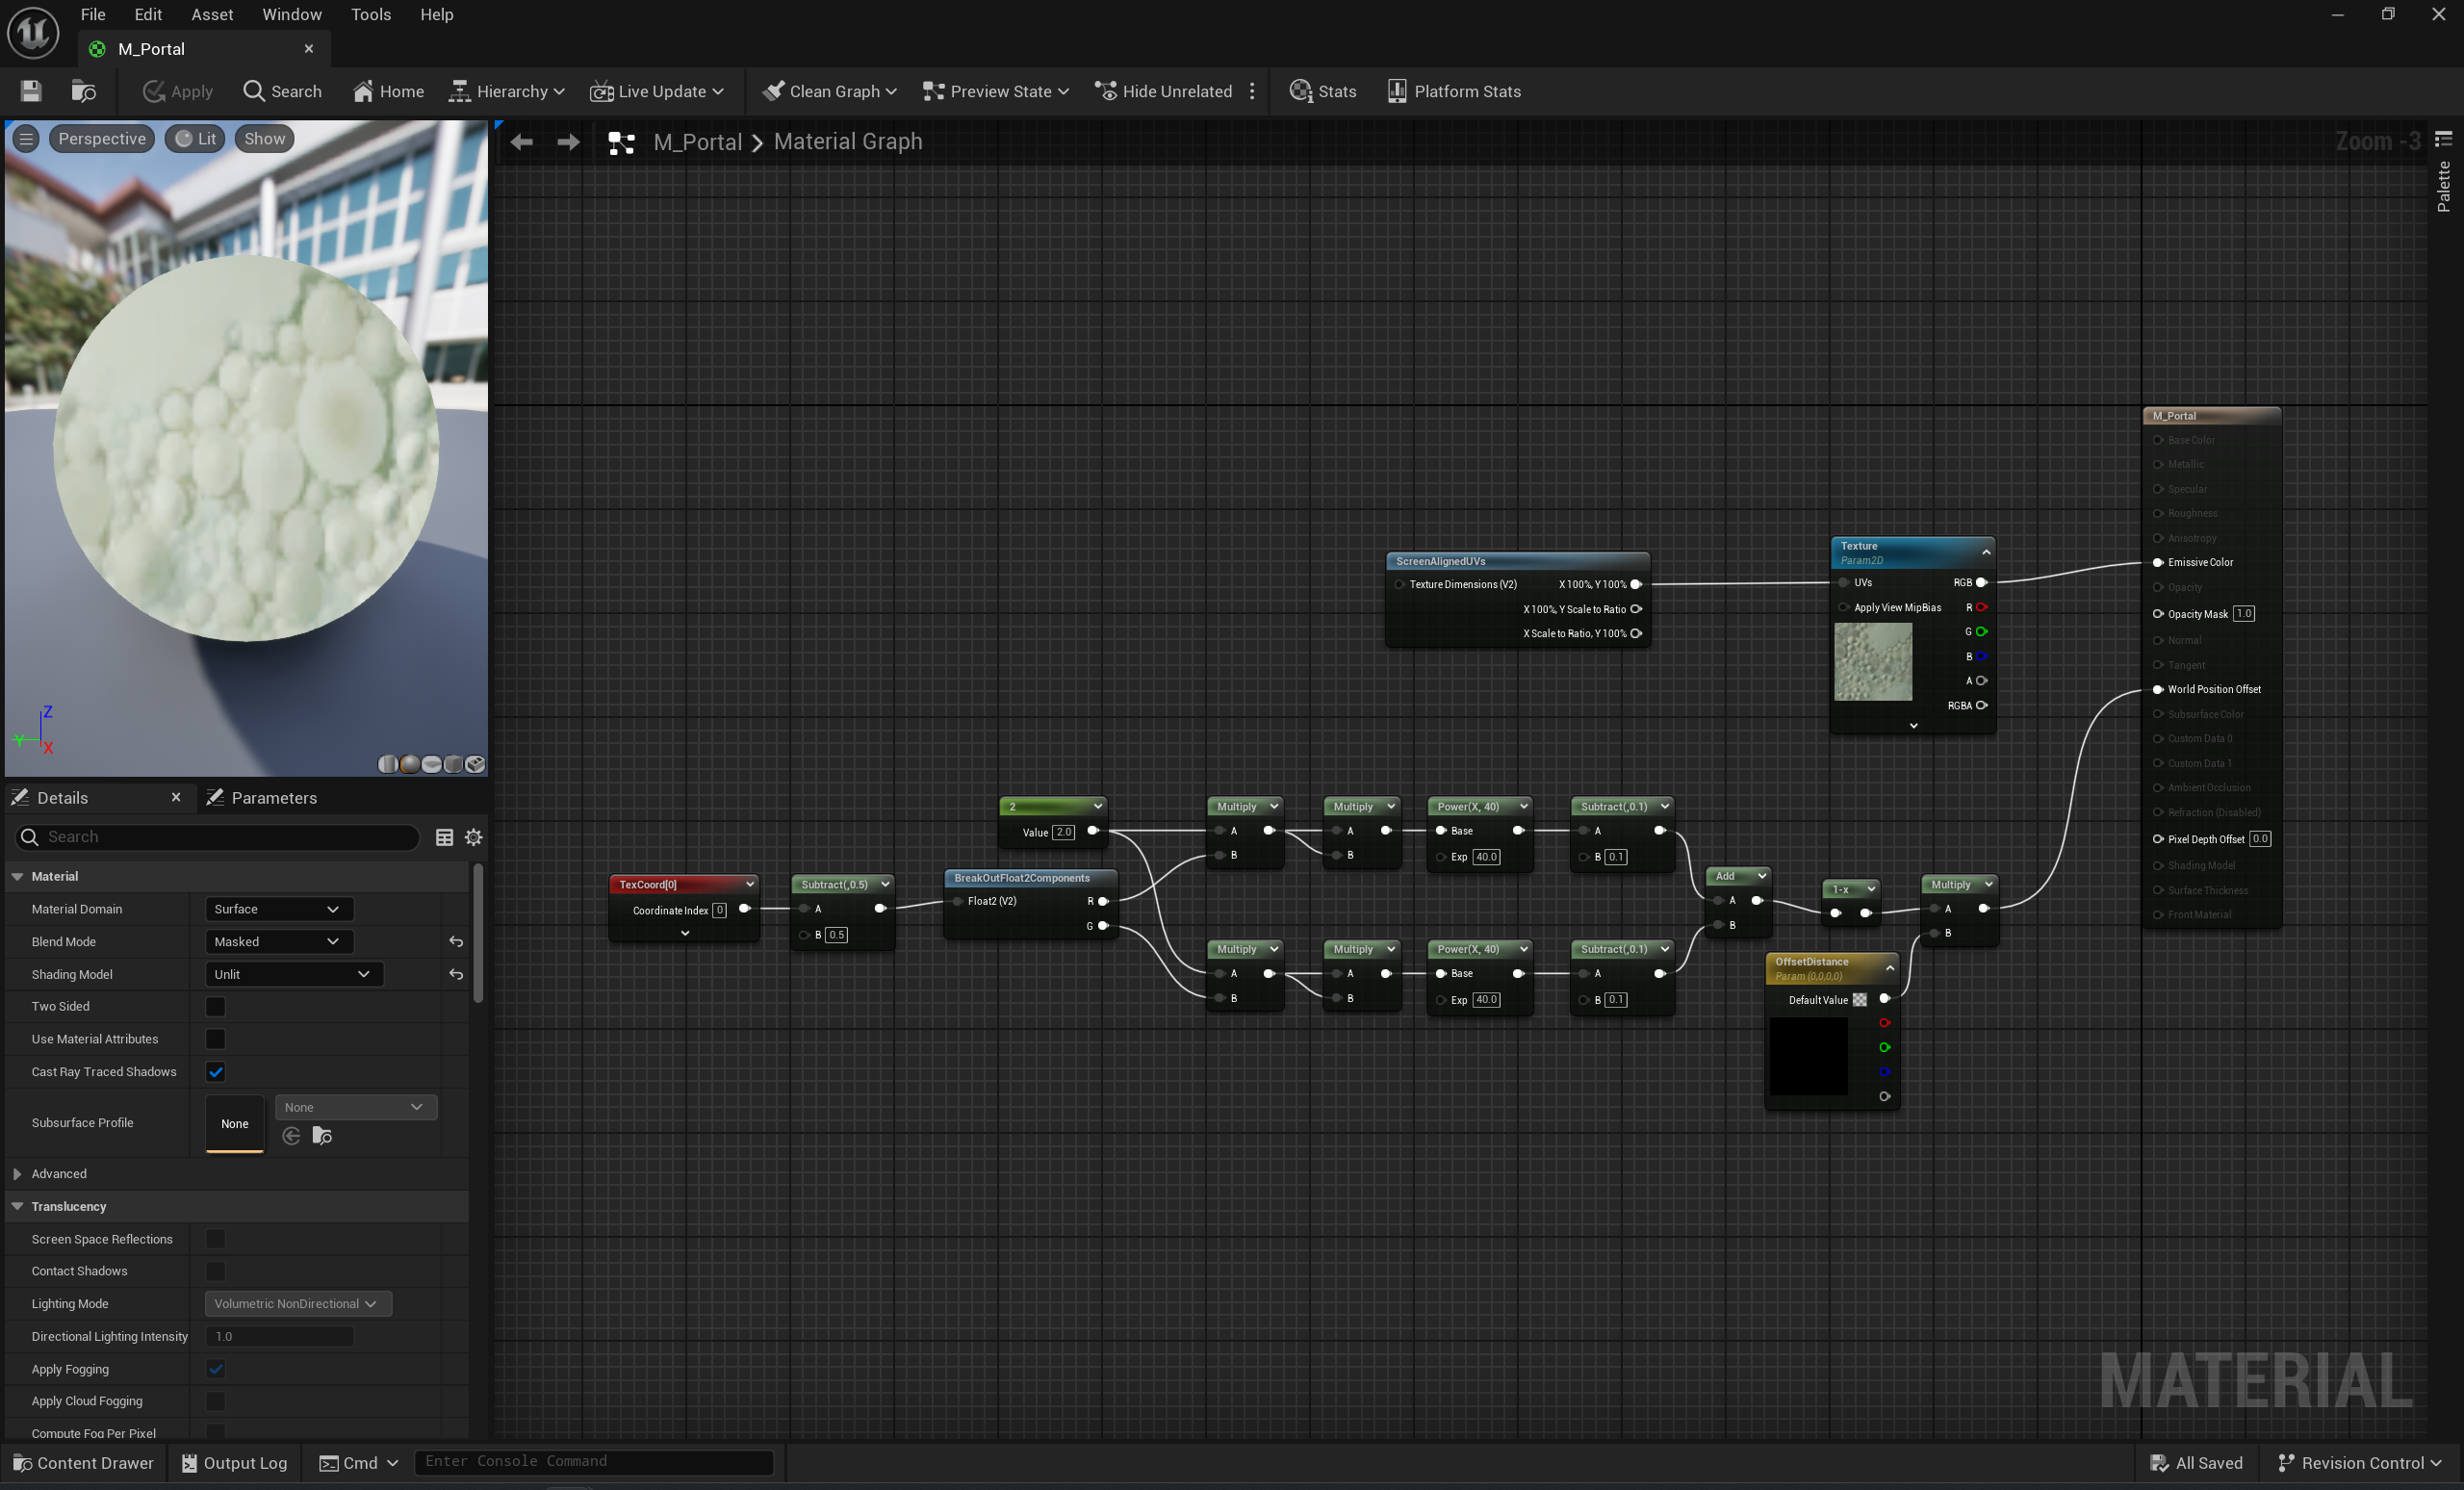 File Edit Asset Window Tools Help
M_Portal
Apply Search Home Hierarchy Live Update Clean Graph Preview State Hide Unrelated Stats Platform Stats
Perspective Lit Show
M_Portal Material Graph
Zoom -3
Palette
Z
Y
X
ScreenAlignedUVs
Texture Dimensions (V2) X 100%, Y 100%
X 100%, Y Scale to Ratio
X Scale to Ratio, Y 100%
Texture
Param2D
UVs RGB
Apply View MipBias R
G
B
A
RGBA
M_Portal
Base Color
Metallic
Specular
Roughness
Anisotropy
Emissive Color
Opacity
Opacity Mask 1.0
Normal
Tangent
World Position Offset
Subsurface Color
Custom Data 0
Custom Data 1
Ambient Occlusion
Refraction (Disabled)
Pixel Depth Offset 0.0
Shading Model
Surface Thickness
Front Material
2
Value 2.0
TexCoord[0]
Coordinate Index 0
Subtract(,0.5)
A
B 0.5
BreakOutFloat2Components
Float2 (V2) R
G
Multiply
A
B
Multiply
A
B
Power(X, 40)
Base
Exp 40.0
Subtract(,0.1)
A
B 0.1
Multiply
A
B
Multiply
A
B
Power(X, 40)
Base
Exp 40.0
Subtract(,0.1)
A
B 0.1
Add
A
B
1-x
Multiply
A
B
OffsetDistance
Param (0,0,0,0)
Default Value
MATERIAL
Details Parameters
Search
Material
Material Domain Surface
Blend Mode Masked
Shading Model Unlit
Two Sided
Use Material Attributes
Cast Ray Traced Shadows
Subsurface Profile None None
Advanced
Translucency
Screen Space Reflections
Contact Shadows
Lighting Mode Volumetric NonDirectional
Directional Lighting Intensity 1.0
Apply Fogging
Apply Cloud Fogging
Compute Fog Per Pixel
Content Drawer Output Log Cmd Enter Console Command All Saved Revision Control